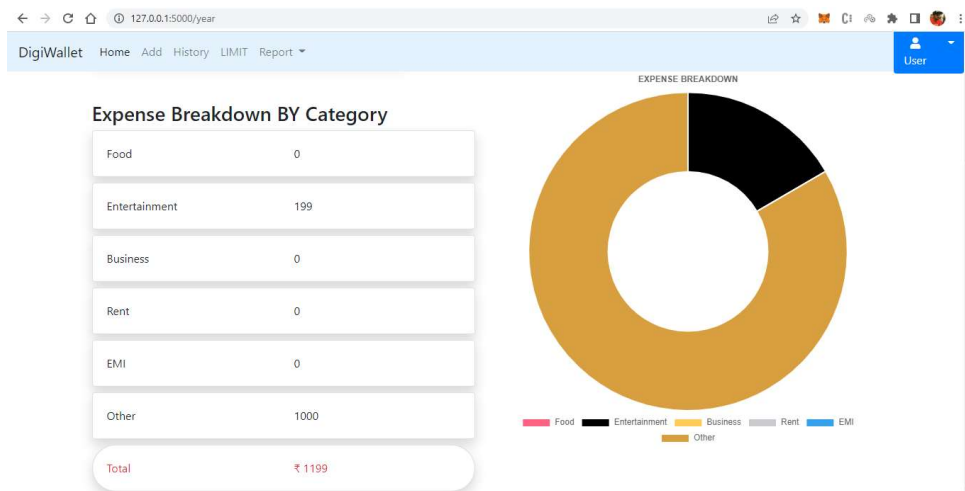 127.0.0.1:5000/year
DigiWallet Home Add History LIMIT Report User
EXPENSE BREAKDOWN
Expense Breakdown BY Category
Food 0
Entertainment 199
Business 0
Rent 0
EMI 0
Other 1000
Total ₹ 1199
Food Entertainment Business Rent EMI
Other